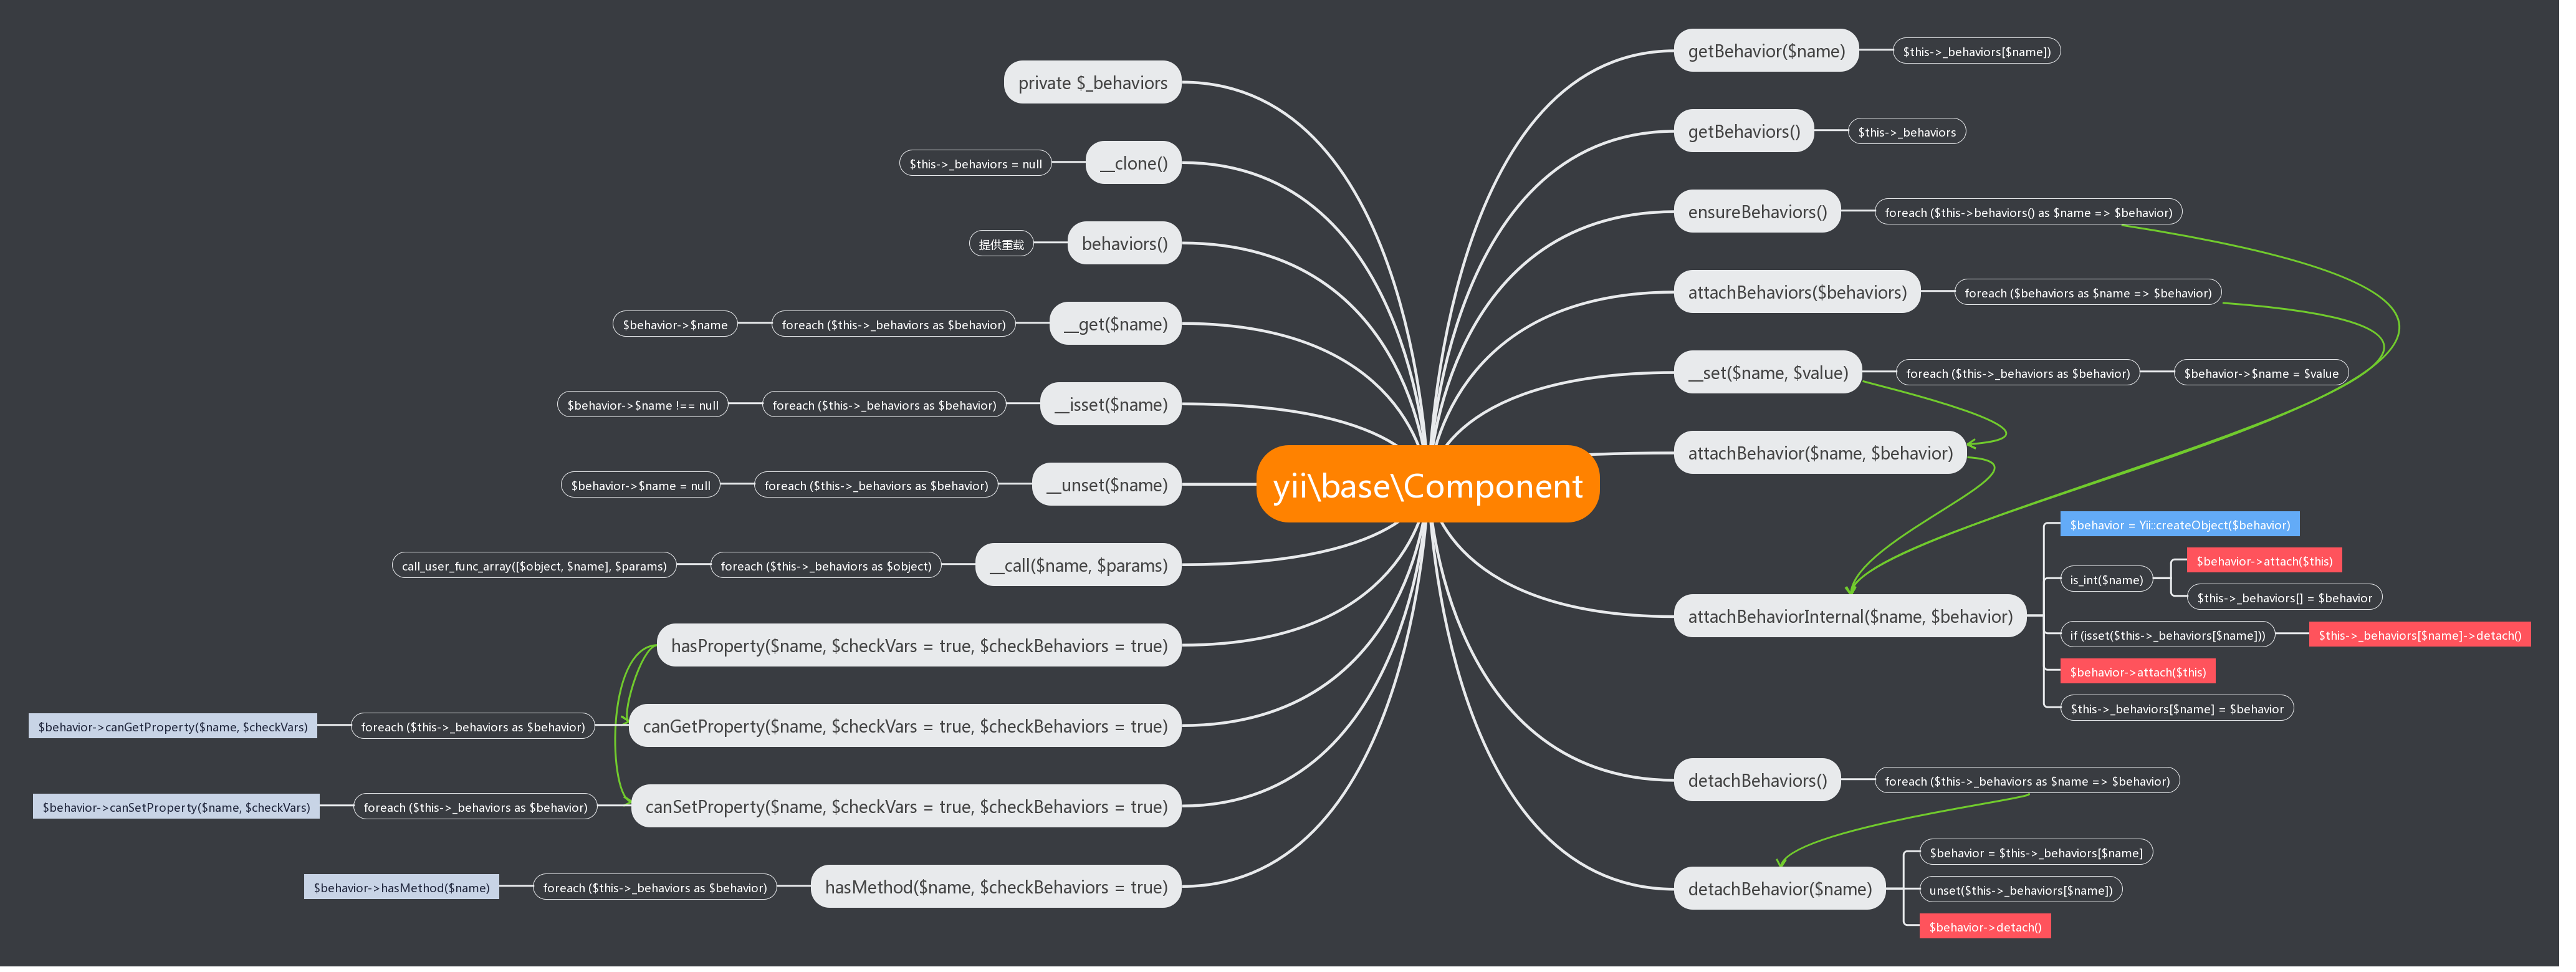 yii\base\Component
private $_behaviors
__clone()
$this->_behaviors = null
behaviors()
提供重载
__get($name)
foreach ($this->_behaviors as $behavior)
$behavior->$name
__isset($name)
foreach ($this->_behaviors as $behavior)
$behavior->$name !== null
__unset($name)
foreach ($this->_behaviors as $behavior)
$behavior->$name = null
__call($name, $params)
foreach ($this->_behaviors as $object)
call_user_func_array([$object, $name], $params)
hasProperty($name, $checkVars = true, $checkBehaviors = true)
canGetProperty($name, $checkVars = true, $checkBehaviors = true)
foreach ($this->_behaviors as $behavior)
$behavior->canGetProperty($name, $checkVars)
canSetProperty($name, $checkVars = true, $checkBehaviors = true)
foreach ($this->_behaviors as $behavior)
$behavior->canSetProperty($name, $checkVars)
hasMethod($name, $checkBehaviors = true)
foreach ($this->_behaviors as $behavior)
$behavior->hasMethod($name)
getBehavior($name)
$this->_behaviors[$name])
getBehaviors()
$this->_behaviors
ensureBehaviors()
foreach ($this->behaviors() as $name => $behavior)
attachBehaviors($behaviors)
foreach ($behaviors as $name => $behavior)
__set($name, $value)
foreach ($this->_behaviors as $behavior)
$behavior->$name = $value
attachBehavior($name, $behavior)
attachBehaviorInternal($name, $behavior)
$behavior = Yii::createObject($behavior)
is_int($name)
$behavior->attach($this)
$this->_behaviors[] = $behavior
if (isset($this->_behaviors[$name]))
$this->_behaviors[$name]->detach()
$behavior->attach($this)
$this->_behaviors[$name] = $behavior
detachBehaviors()
foreach ($this->_behaviors as $name => $behavior)
detachBehavior($name)
$behavior = $this->_behaviors[$name]
unset($this->_behaviors[$name])
$behavior->detach()